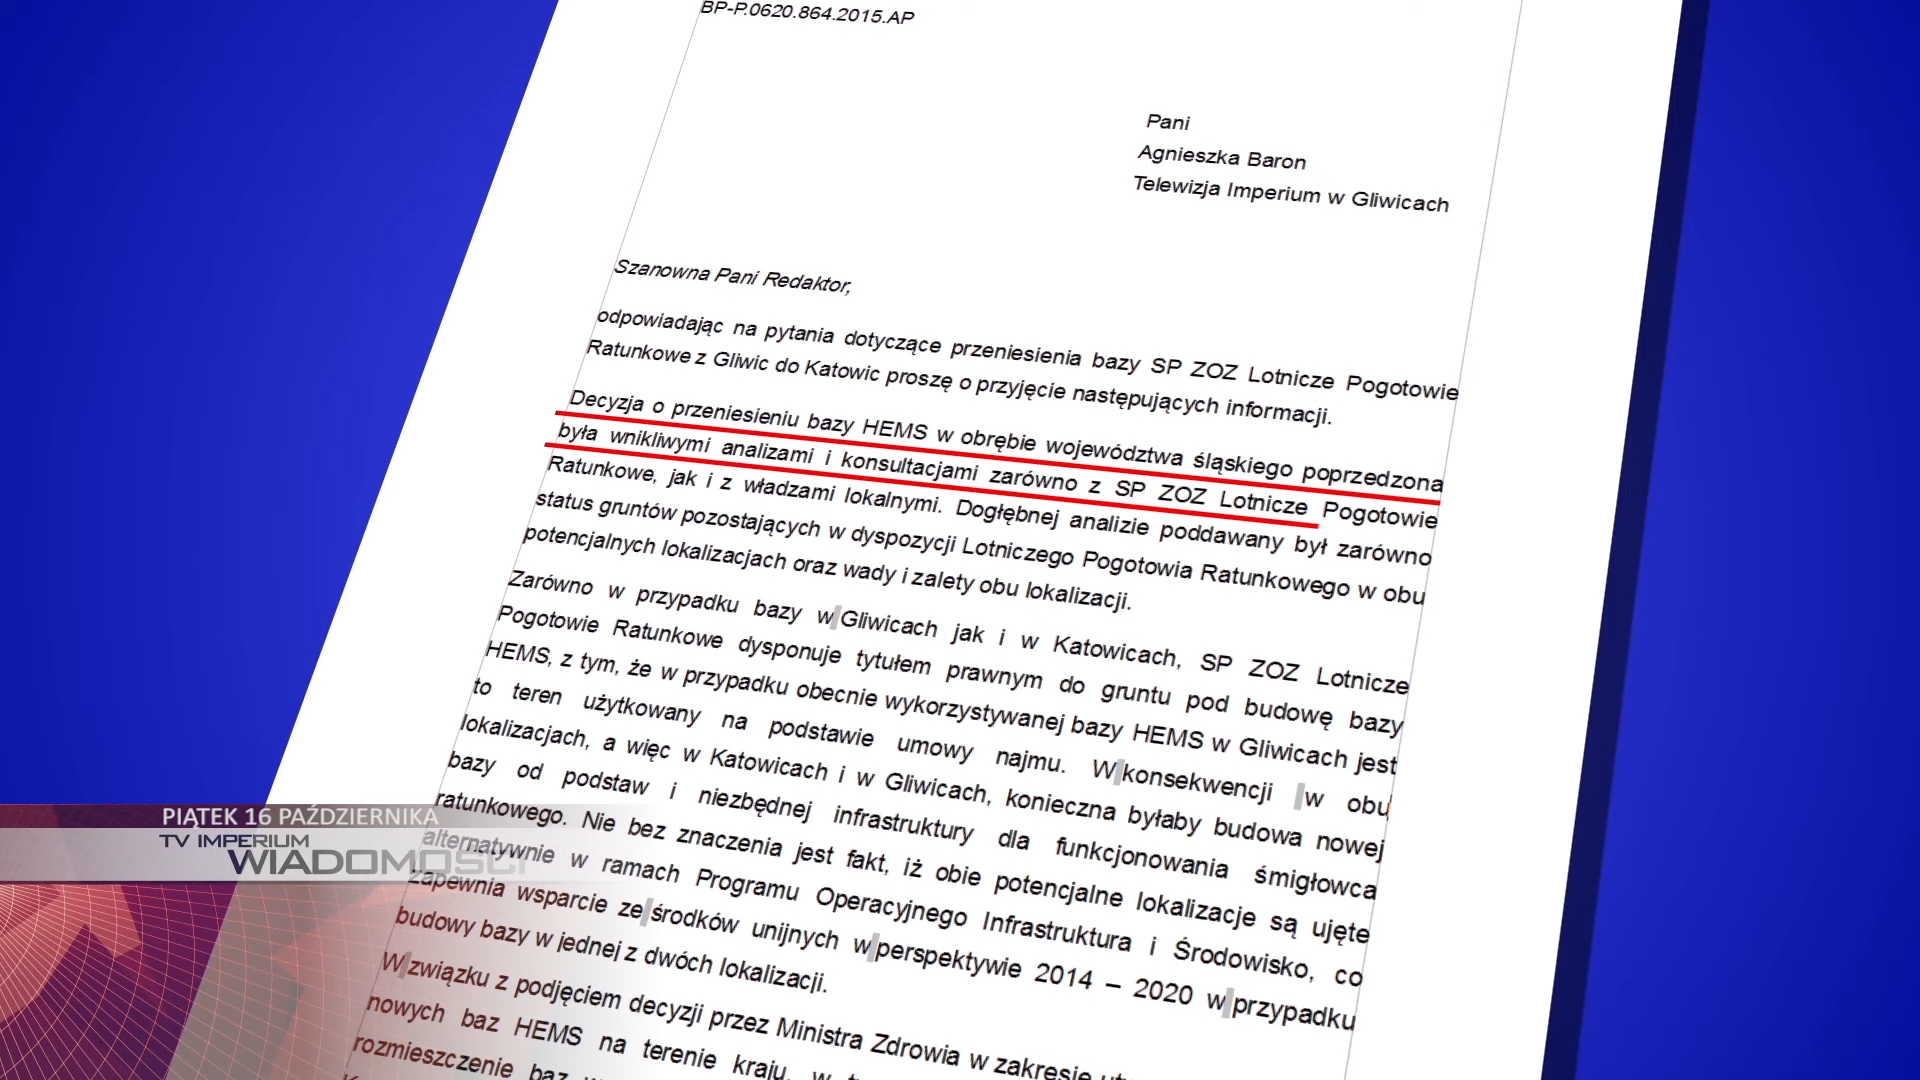 BP-P.0620.864.2015.AP
Pani
Agnieszka Baron
Telewizja Imperium w Gliwicach
Szanowna Pani Redaktor,
odpowiadając na pytania dotyczące przeniesienia bazy SP ZOZ Lotnicze Pogotowie
Ratunkowe z Gliwic do Katowic proszę o przyjęcie następujących informacji.
Decyzja o przeniesieniu bazy HEMS w obrębie województwa śląskiego poprzedzona
była wnikliwymi analizami i konsultacjami zarówno z SP ZOZ Lotnicze Pogotowie
Ratunkowe, jak i z władzami lokalnymi. Dogłębnej analizie poddawany był zarówno
status gruntów pozostających w dyspozycji Lotniczego Pogotowia Ratunkowego w obu
potencjalnych lokalizacjach oraz wady i zalety obu lokalizacji.
Zarówno w przypadku bazy w Gliwicach jak i w Katowicach, SP ZOZ Lotnicze
Pogotowie Ratunkowe dysponuje tytułem prawnym do gruntu pod budowę bazy
HEMS, z tym, że w przypadku obecnie wykorzystywanej bazy HEMS w Gliwicach jest
to teren użytkowany na podstawie umowy najmu. W konsekwencji w obu
lokalizacjach, a więc w Katowicach i w Gliwicach, konieczna byłaby budowa nowej
bazy od podstaw i niezbędnej infrastruktury dla funkcjonowania śmigłowca
ratunkowego. Nie bez znaczenia jest fakt, iż obie potencjalne lokalizacje są ujęte
alternatywnie w ramach Programu Operacyjnego Infrastruktura i Środowisko, co
zapewnia wsparcie ze środków unijnych w perspektywie 2014 – 2020 w przypadku
budowy bazy w jednej z dwóch lokalizacji.
W związku z podjęciem decyzji przez Ministra Zdrowia w zakresie
nowych baz HEMS na terenie kraju, w
rozmieszczenie baz
PIĄTEK 16 PAŹDZIERNIKA
TV IMPERIUM
WIADOMOŚCI